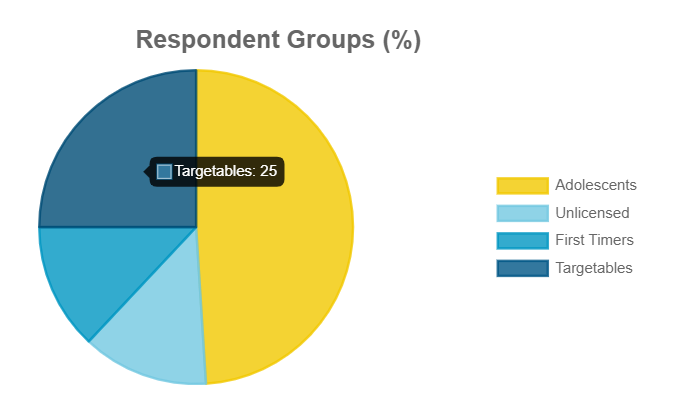 Respondent Groups (%)
Targetables: 25
Adolescents
Unlicensed
First Timers
Targetables